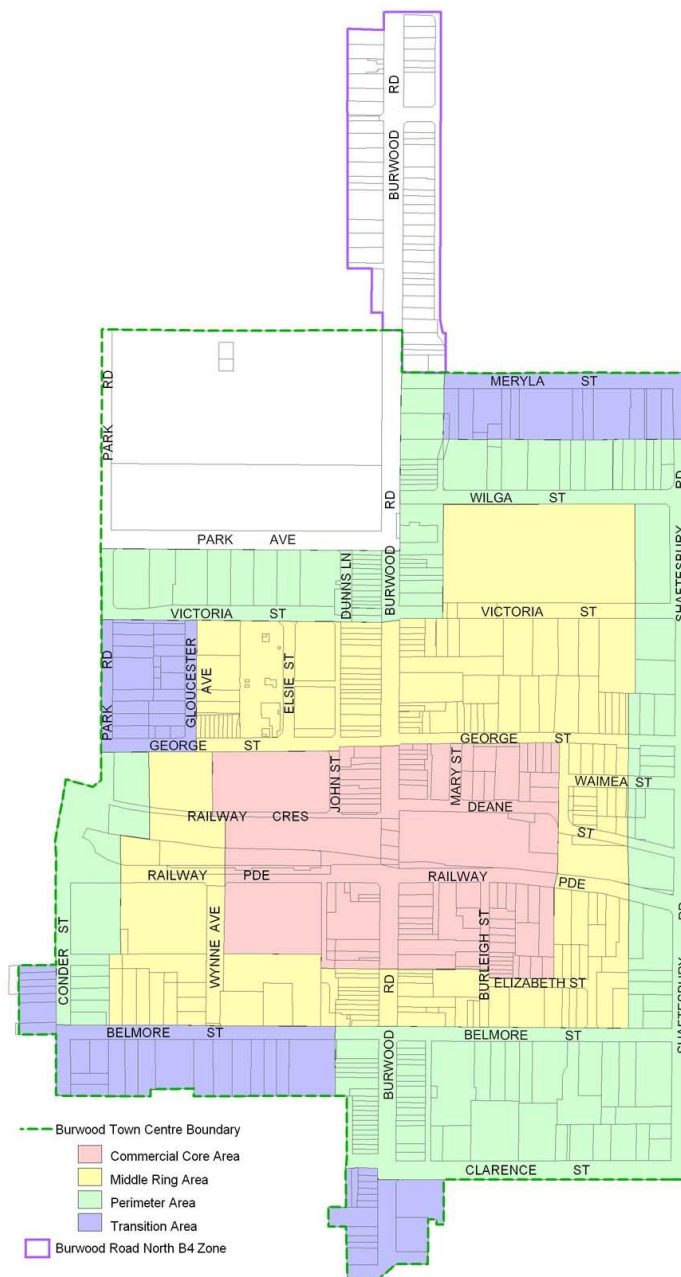 RD
BURWOOD
MERYLA ST
RD
PARK
RD
WILGA ST
RD
PARK AVE
DUNNS LN
BURWOOD
SHAFTESBURY
VICTORIA ST
VICTORIA ST
RD
PARK
GLOUCESTER
AVE
ELSIE ST
GEORGE ST
GEORGE ST
JOHN ST
MARY ST
WAIMEA ST
RAILWAY CRES
DEANE
ST
RAILWAY PDE
RAILWAY PDE
CONDER ST
WYNNE AVE
RD
BURLEIGH ST
ELIZABETH ST
RD
SHAFTESBURY
BELMORE ST
BURWOOD
BELMORE ST
CLARENCE ST
Burwood Town Centre Boundary
Commercial Core Area
Middle Ring Area
Perimeter Area
Transition Area
Burwood Road North B4 Zone